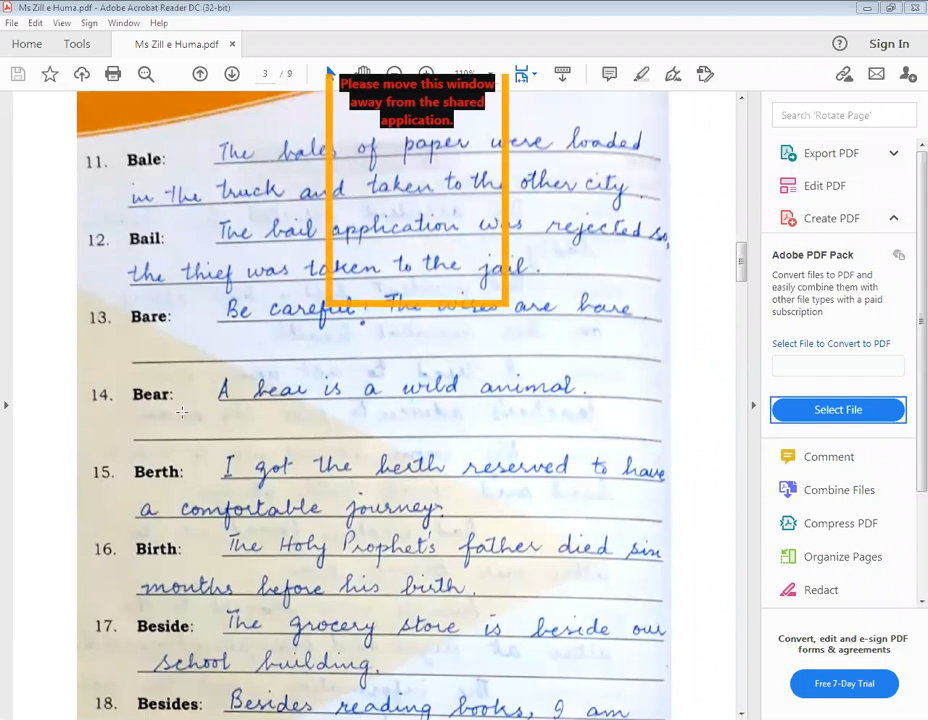 Ms Zill e Huma.pdf - Adobe Acrobat Reader DC (32-bit)
File Edit View Sign Window Help
Home Tools Ms Zill e Huma.pdf × Sign In
3 / 9 110%
Please move this window
away from the shared
application.
11. Bale: The bales of paper were loaded
in the truck and taken to the other city.
12. Bail: The bail application was rejected so,
the thief was taken to the jail.
13. Bare: Be careful! The wires are bare.
14. Bear: A bear is a wild animal.
15. Berth: I got the berth reserved to have
a comfortable journey.
16. Birth: The Holy Prophet's father died six
months before his birth.
17. Beside: The grocery store is beside our
school building.
18. Besides: Besides reading books, I am
Search 'Rotate Page'
Export PDF
Edit PDF
Create PDF
Adobe PDF Pack
Convert files to PDF and
easily combine them with
other file types with a paid
subscription
Select File to Convert to PDF
Select File
Comment
Combine Files
Compress PDF
Organize Pages
Redact
Convert, edit and e-sign PDF
forms & agreements
Free 7-Day Trial